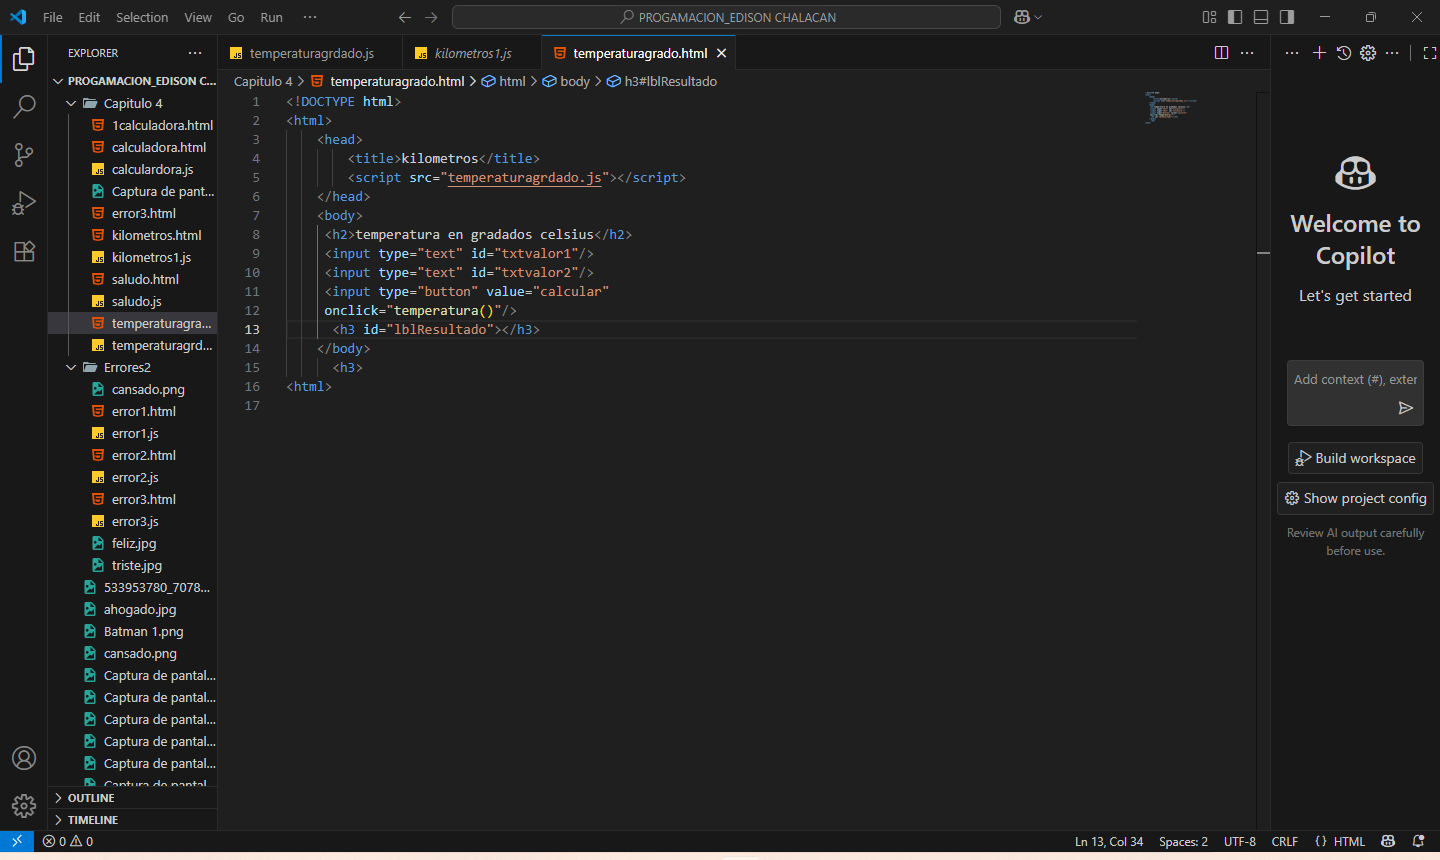 File Edit Selection View Go Run ···
PROGAMACION_EDISON CHALACAN
EXPLORER ···
PROGAMACION_EDISON C...
Capitulo 4
1calculadora.html
calculadora.html
calculardora.js
Captura de pant...
error3.html
kilometros.html
kilometros1.js
saludo.html
saludo.js
temperaturagra...
temperaturagrd...
Errores2
cansado.png
error1.html
error1.js
error2.html
error2.js
error3.html
error3.js
feliz.jpg
triste.jpg
533953780_7078...
ahogado.jpg
Batman 1.png
cansado.png
Captura de pantal...
Captura de pantal...
Captura de pantal...
Captura de pantal...
Captura de pantal...
Captura de pantal...
OUTLINE
TIMELINE
temperaturagrdado.js kilometros1.js temperaturagrado.html
Capitulo 4 > temperaturagrado.html > html > body > h3#lblResultado
1 <!DOCTYPE html>
2 <html>
3 <head>
4 <title>kilometros</title>
5 <script src="temperaturagrdado.js"></script>
6 </head>
7 <body>
8 <h2>temperatura en gradados celsius</h2>
9 <input type="text" id="txtvalor1"/>
10 <input type="text" id="txtvalor2"/>
11 <input type="button" value="calcular"
12 onclick="temperatura()"/>
13 <h3 id="lblResultado"></h3>
14 </body>
15 <h3>
16 <html>
17
Welcome to
Copilot
Let's get started
Add context (#), exter
Build workspace
Show project config
Review AI output carefully
before use.
0 0
Ln 13, Col 34 Spaces: 2 UTF-8 CRLF {} HTML